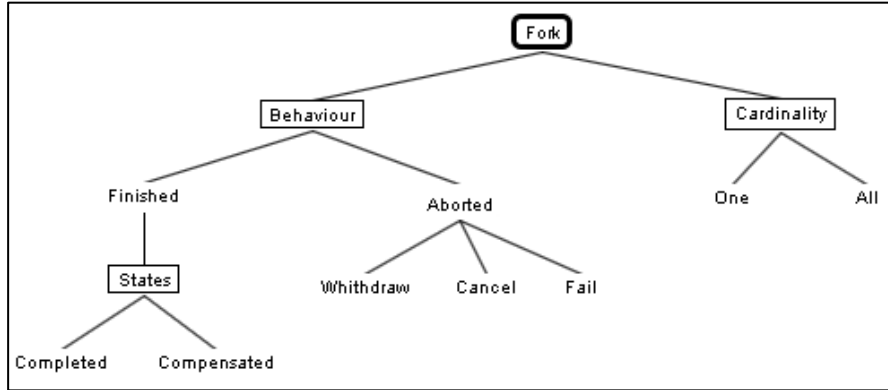 Fork
Behaviour
Cardinality
Finished
Aborted
One
All
States
Whithdraw
Cancel
Fail
Completed
Compensated